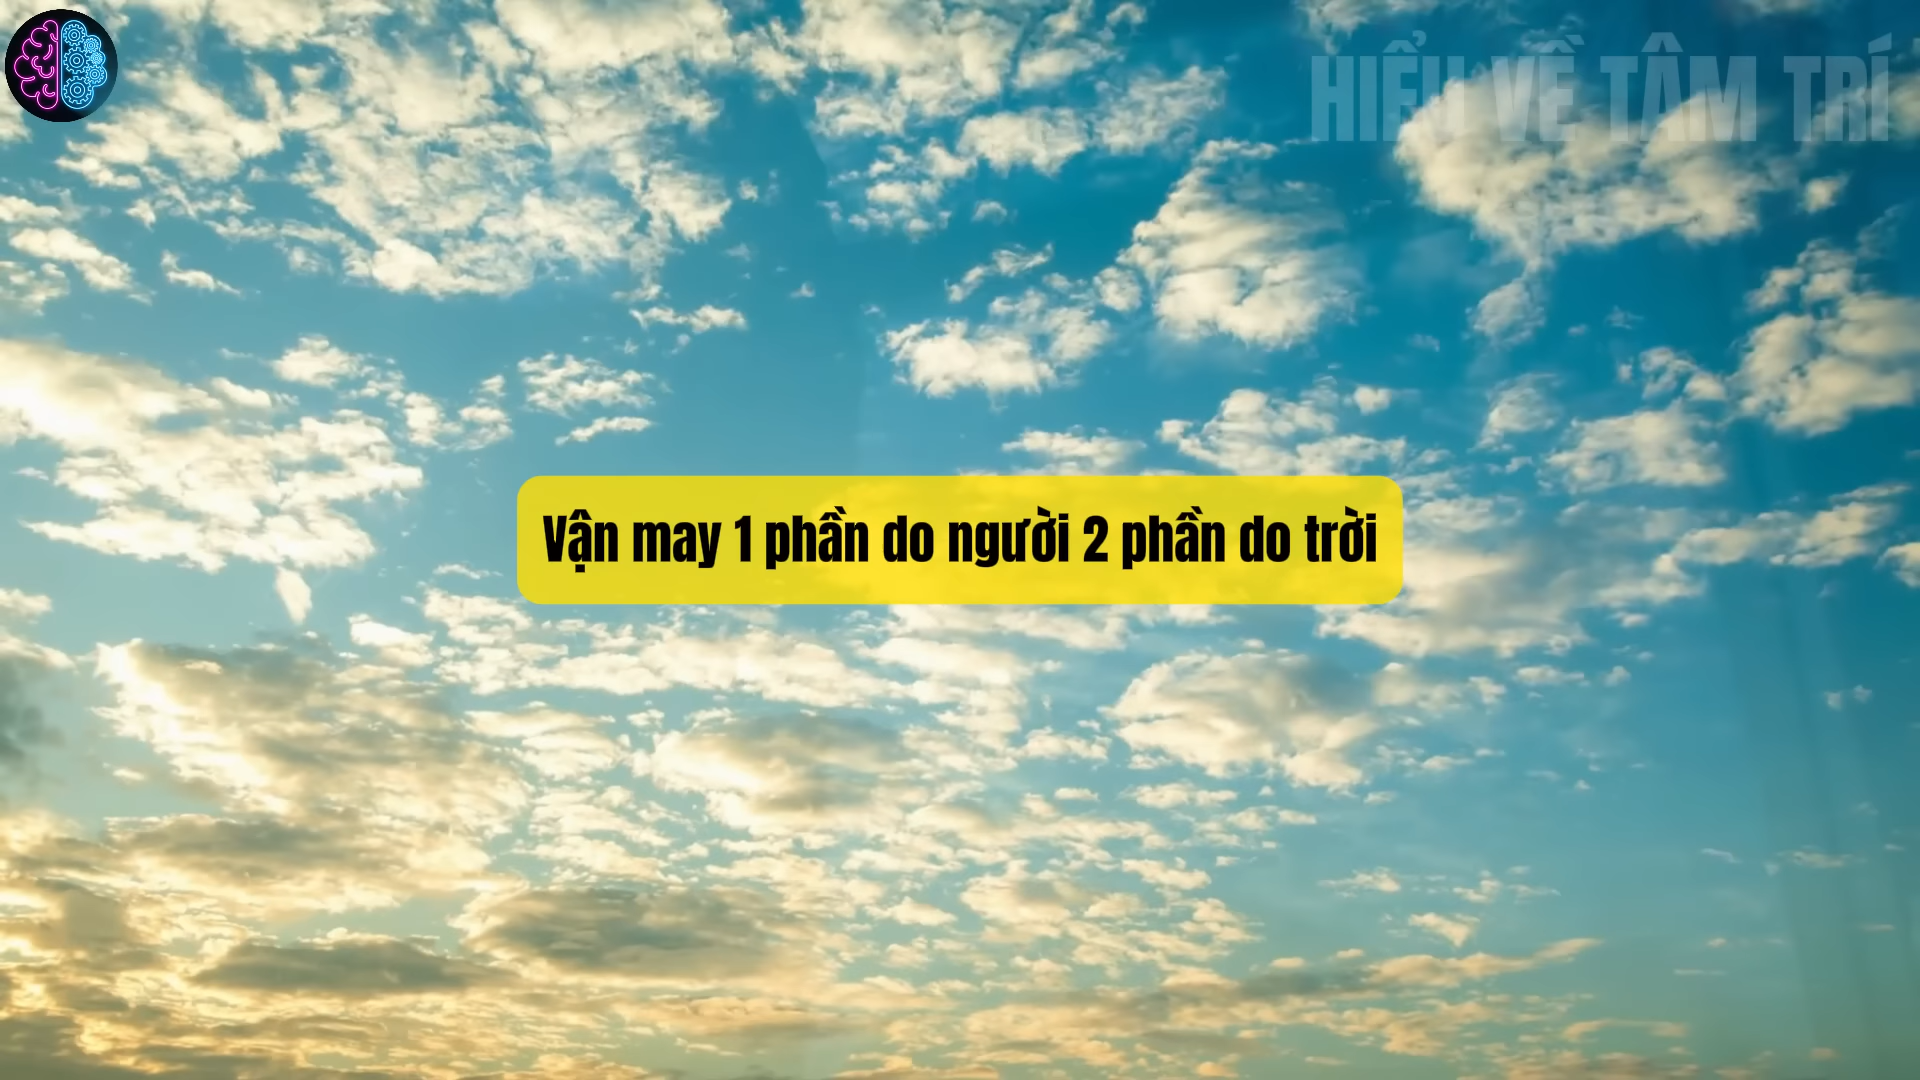 HIỂU VỀ TÂM TRÍ
Vận may 1 phần do người 2 phần do trời